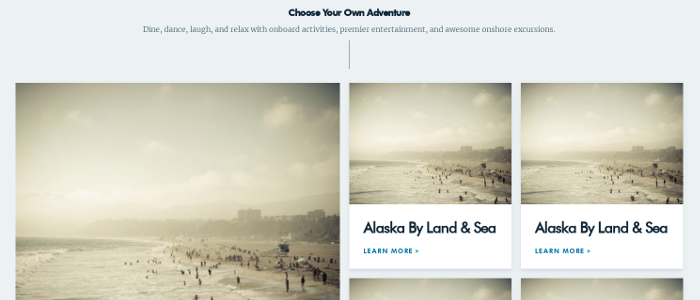 Choose Your Own Adventure
Dine, dance, laugh, and relax with onboard activities, premier entertainment, and awesome onshore excursions.
Alaska By Land & Sea
LEARN MORE »
Alaska By Land & Sea
LEARN MORE »